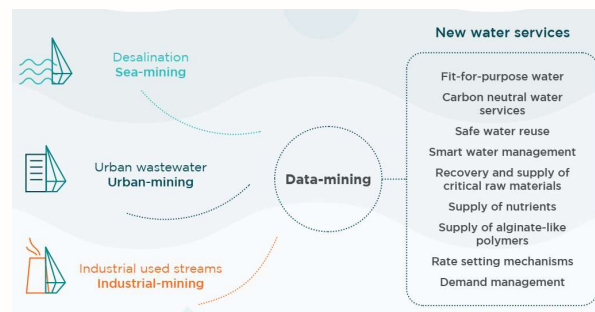 Desalination
Sea-mining
Urban wastewater
Urban-mining
Industrial used streams
Industrial-mining
Data-mining
New water services
Fit-for-purpose water
Carbon neutral water
services
Safe water reuse
Smart water management
Recovery and supply of
critical raw materials
Supply of nutrients
Supply of alginate-like
polymers
Rate setting mechanisms
Demand management